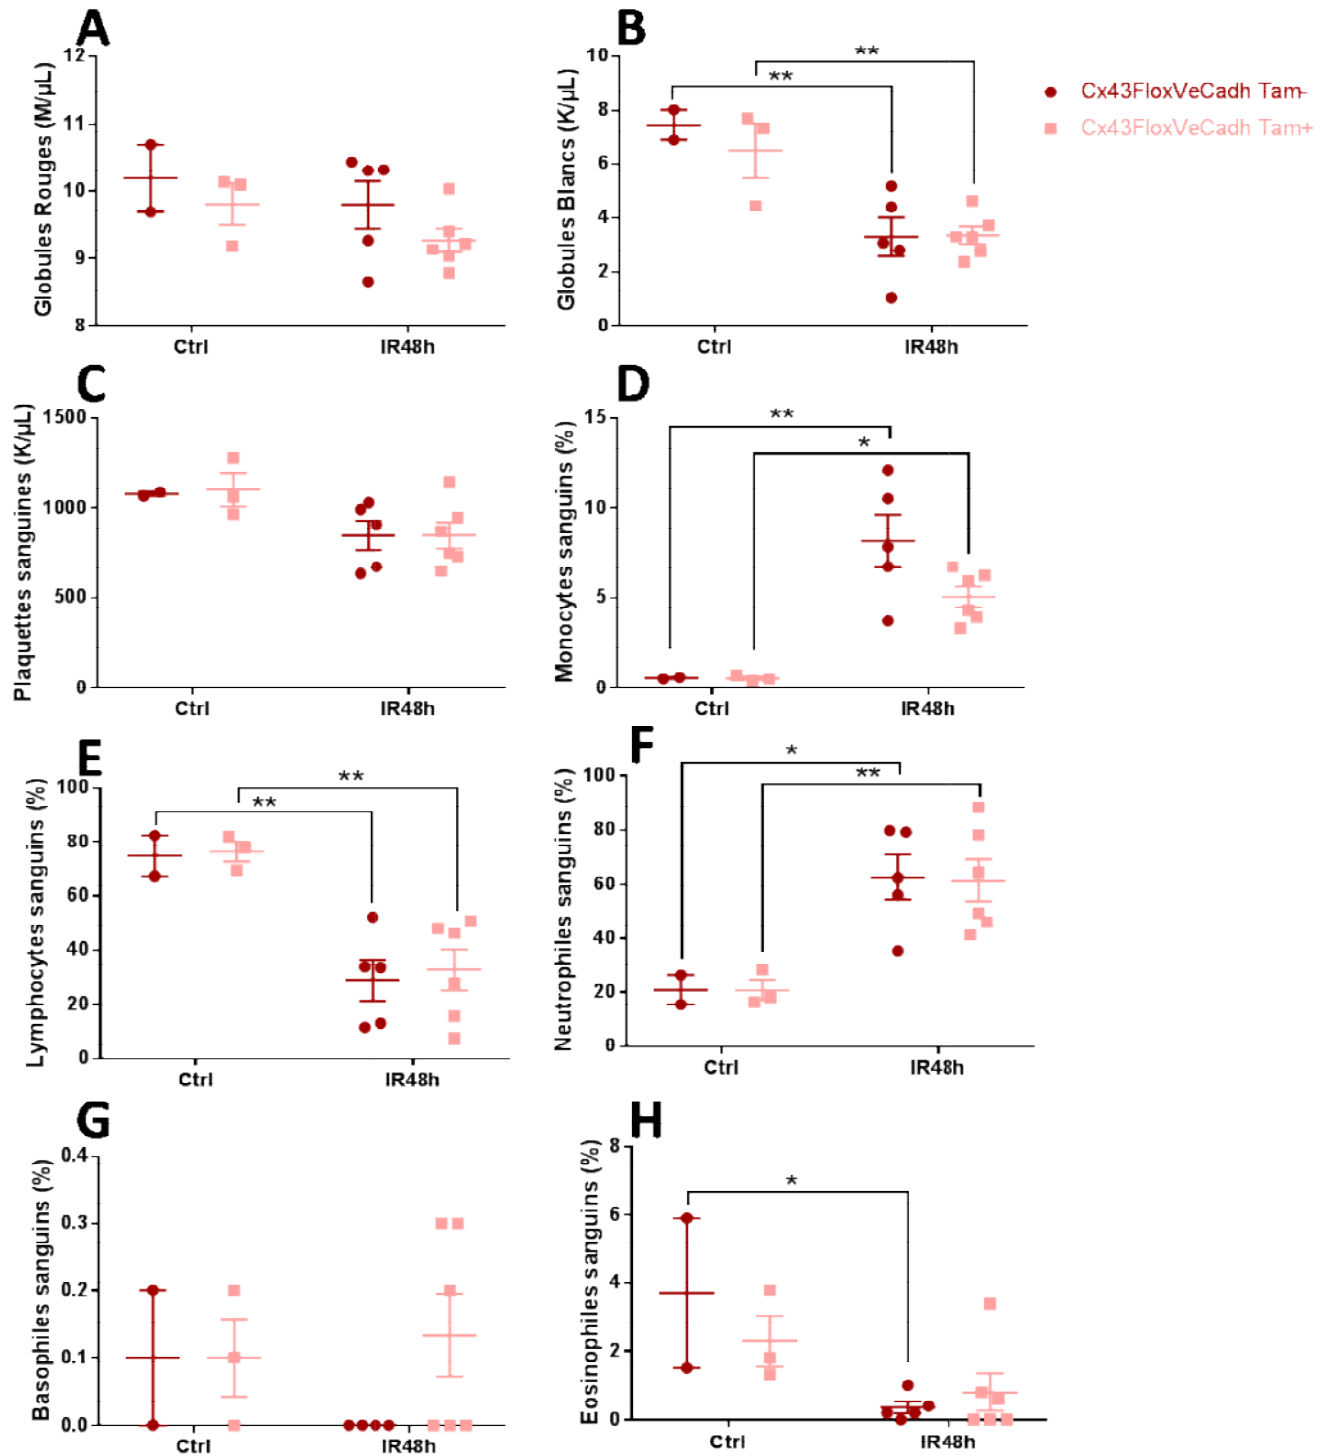 A
Globules Rouges (M/µL)
12
11
10
9
8
Ctrl
IR48h
B
Globules Blancs (K/µL)
10
8
6
4
2
0
**
**
Ctrl
IR48h
Cx43FloxVeCadh Tam-
Cx43FloxVeCadh Tam+
C
Plaquettes sanguines (K/µL)
1500
1000
500
0
Ctrl
IR48h
D
Monocytes sanguins (%)
15
10
5
0
**
*
Ctrl
IR48h
E
Lymphocytes sanguins (%)
100
80
60
40
20
0
**
**
Ctrl
IR48h
F
Neutrophiles sanguins (%)
100
80
60
40
20
0
*
**
Ctrl
IR48h
G
Basophiles sanguins (%)
0.4
0.3
0.2
0.1
0.0
Ctrl
IR48h
H
Eosinophiles sanguins (%)
8
6
4
2
0
*
Ctrl
IR48h